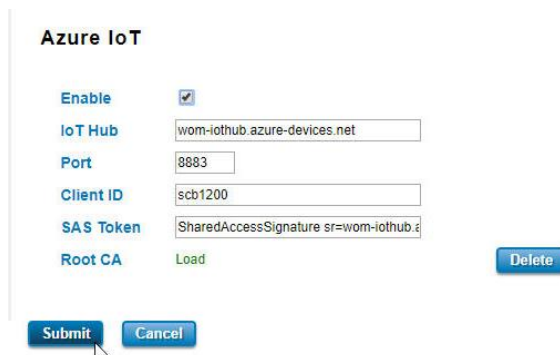 Azure IoT
Enable
IoT Hub wom-iothub.azure-devices.net
Port 8883
Client ID scb1200
SAS Token SharedAccessSignature sr=wom-iothub.a
Root CA Load Delete
Submit Cancel